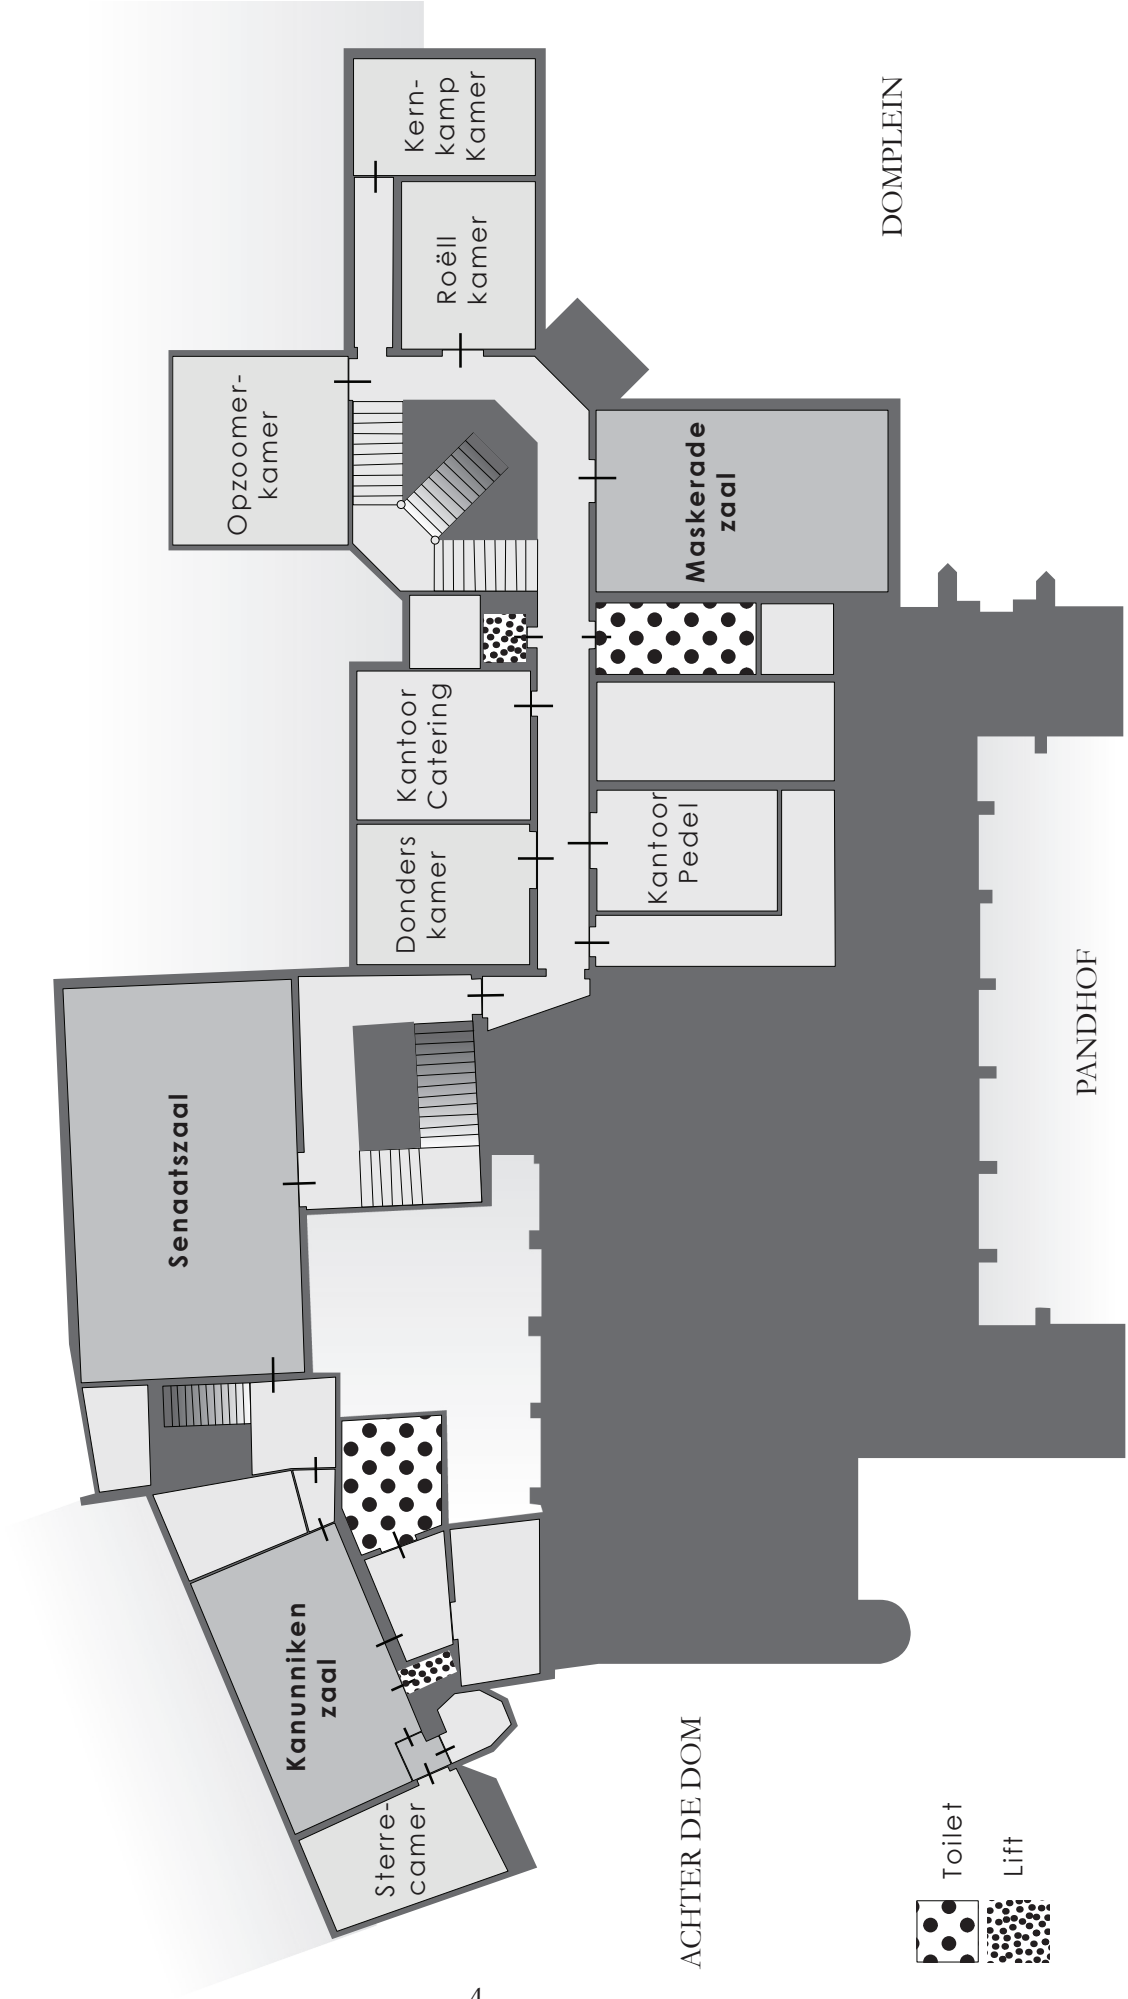 Kern-
kamp
Kamer
Roëll
kamer
DOMPLEIN
Opzoomer-
kamer
Maskerade
zaal
Kantoor
Catering
Donders
kamer
Kantoor
Pedel
PANDHOF
Senaatszaal
Kanunniken
zaal
Sterre-
camer
ACHTER DE DOM
Toilet
Lift
4